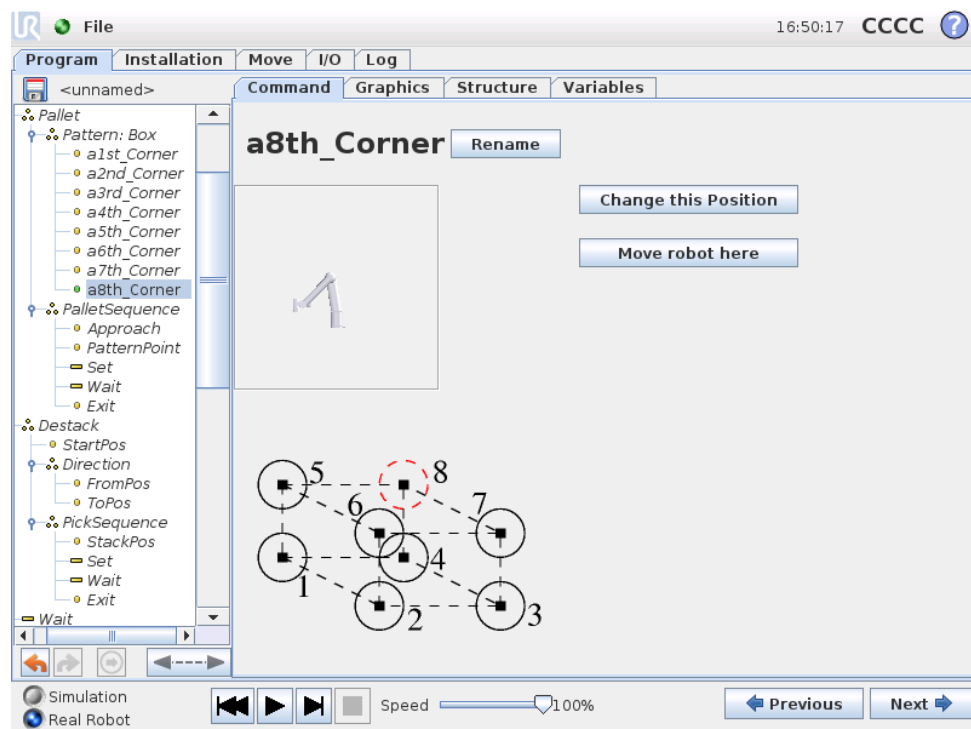 UR File 16:50:17 CCCC ?
Program Installation Move I/O Log
<unnamed>
Command Graphics Structure Variables
Pallet
Pattern: Box
a1st_Corner
a2nd_Corner
a3rd_Corner
a4th_Corner
a5th_Corner
a6th_Corner
a7th_Corner
a8th_Corner
PalletSequence
Approach
PatternPoint
Set
Wait
Exit
Destack
StartPos
Direction
FromPos
ToPos
PickSequence
StackPos
Set
Wait
Exit
Wait
a8th_Corner Rename
Change this Position
Move robot here
5 8
6 7
1 4
2 3
Simulation
Real Robot
Speed 100%
Previous Next